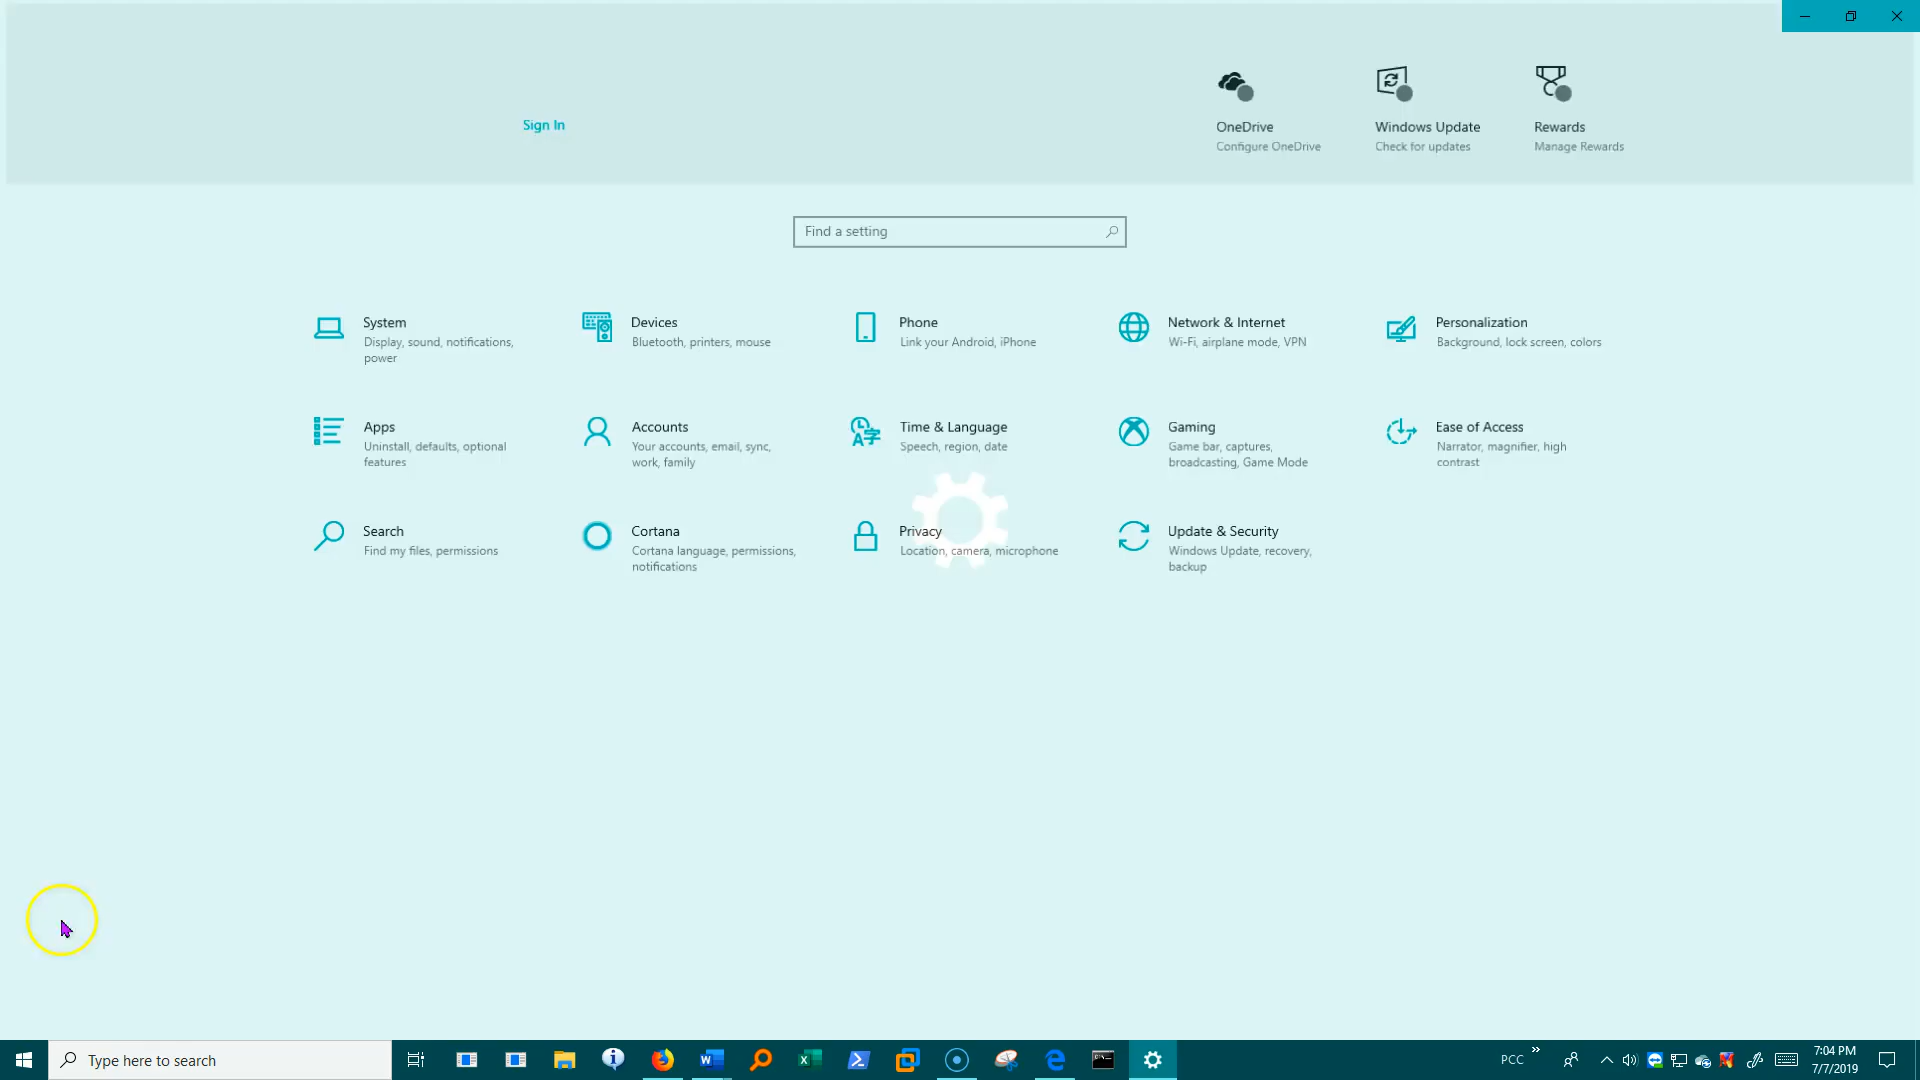 Sign In
OneDrive
Configure OneDrive
Windows Update
Check for updates
Rewards
Manage Rewards
Find a setting
System
Display, sound, notifications,
power
Devices
Bluetooth, printers, mouse
Phone
Link your Android, iPhone
Network & Internet
Wi-Fi, airplane mode, VPN
Personalization
Background, lock screen, colors
Apps
Uninstall, defaults, optional
features
Accounts
Your accounts, email, sync,
work, family
Time & Language
Speech, region, date
Gaming
Game bar, captures,
broadcasting, Game Mode
Ease of Access
Narrator, magnifier, high
contrast
Search
Find my files, permissions
Cortana
Cortana language, permissions,
notifications
Privacy
Location, camera, microphone
Update & Security
Windows Update, recovery,
backup
Type here to search
PCC
7:04 PM
7/7/2019